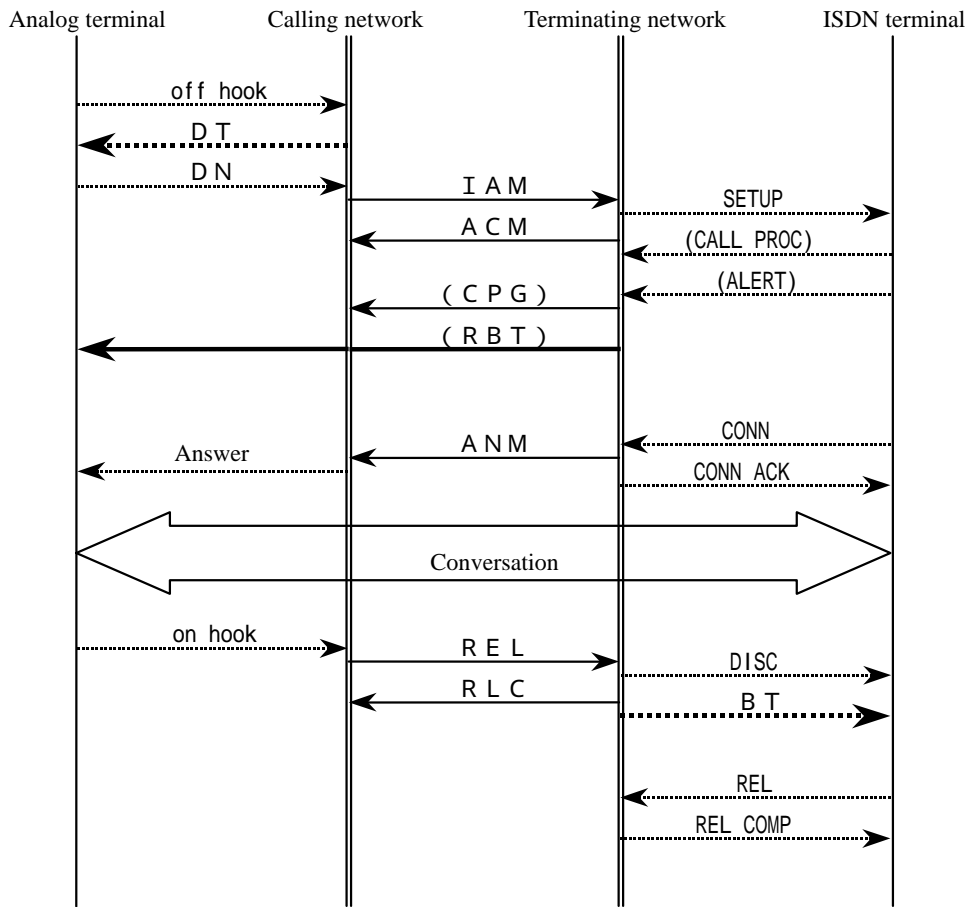 Analog terminal
Calling network
Terminating network
ISDN terminal
off hook
DT
DN
IAM
SETUP
ACM
(CALL PROC)
(ALERT)
(CPG)
(RBT)
CONN
ANM
Answer
CONN ACK
Conversation
on hook
REL
DISC
RLC
BT
REL
REL COMP